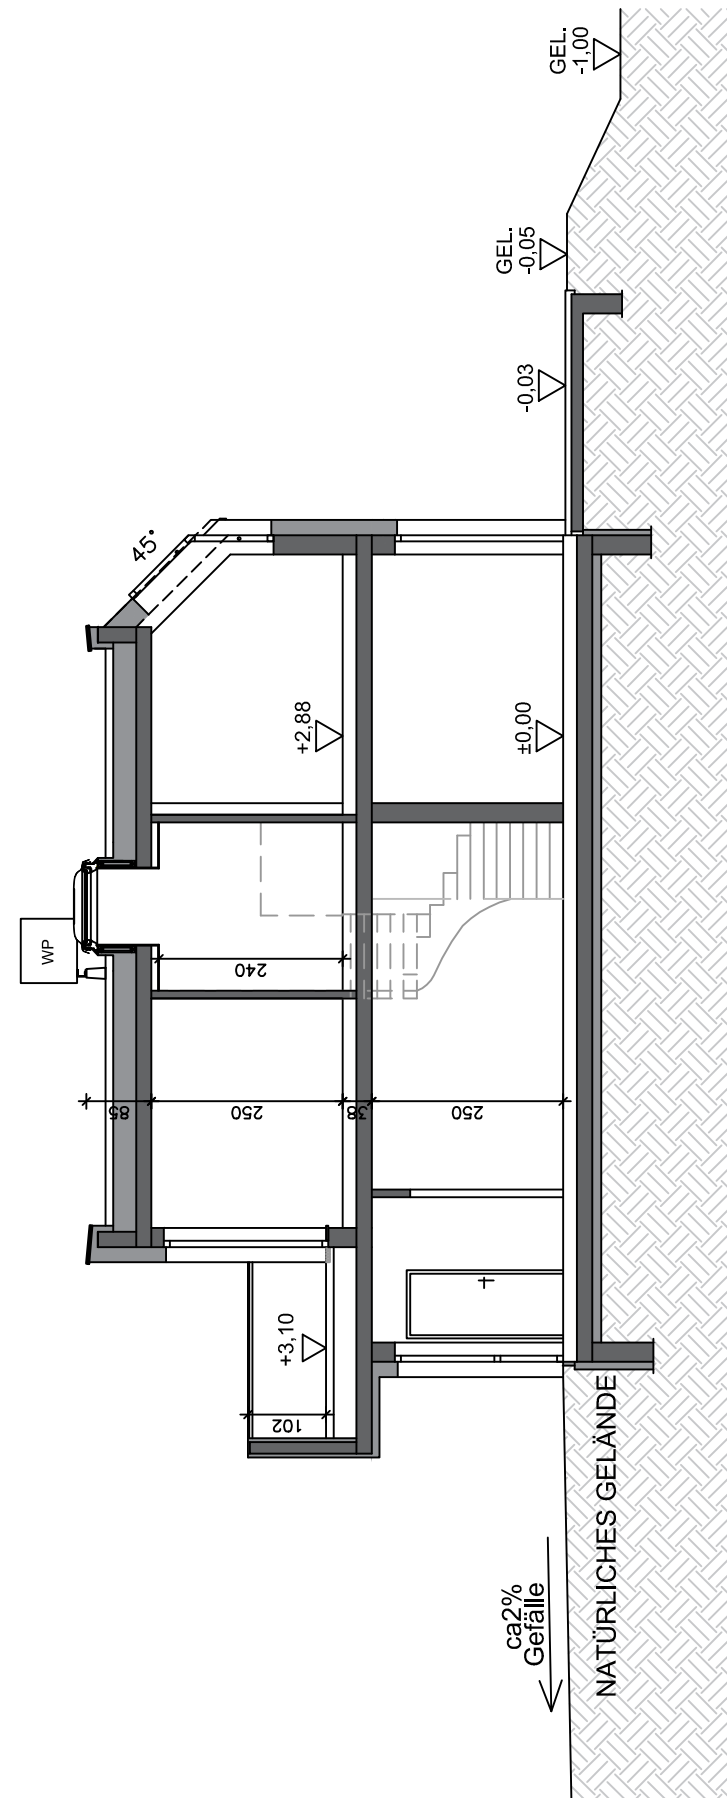 WP
45°
85
250
240
+2,88
38
+3,10
102
250
±0,00
-0,03
GEL.
-0,05
GEL.
-1,00
ca2%
Gefälle
NATÜRLICHES GELÄNDE